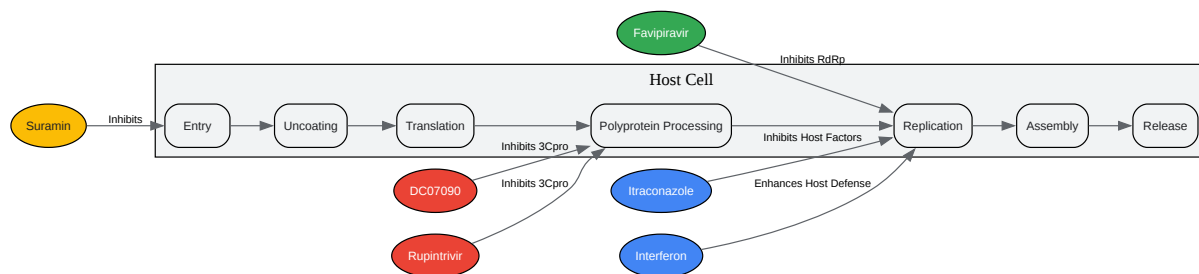 Favipiravir
Inhibits RdRp
Host Cell
Suramin
Inhibits
Entry
Uncoating
Translation
Polyprotein Processing
Replication
Assembly
Release
Inhibits Host Factors
Inhibits 3Cpro
DC07090
Inhibits 3Cpro
Itraconazole
Enhances Host Defense
Rupintrivir
Interferon